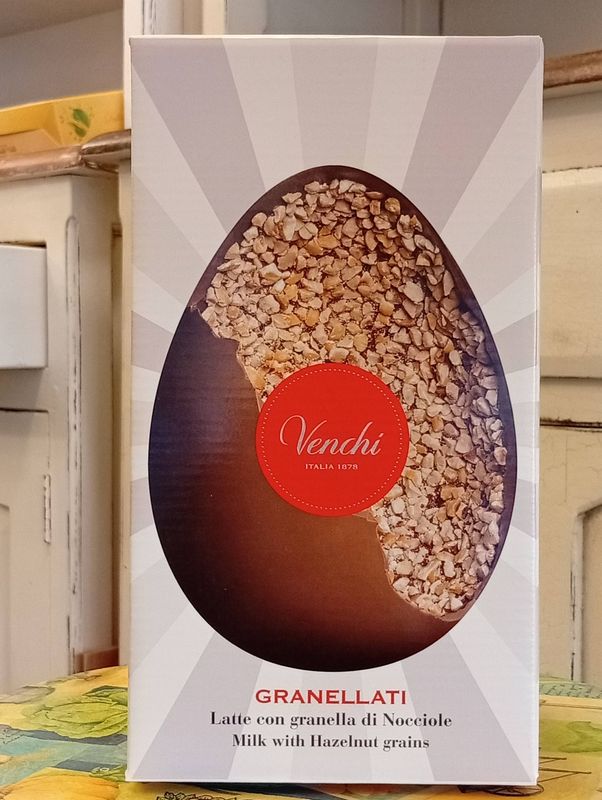 Venchi
ITALIA 1878
GRANELLATI
Latte con granella di Nocciole
Milk with Hazelnut grains